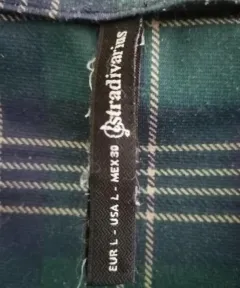 stradivarius
EUR L - USA L - MEX 30